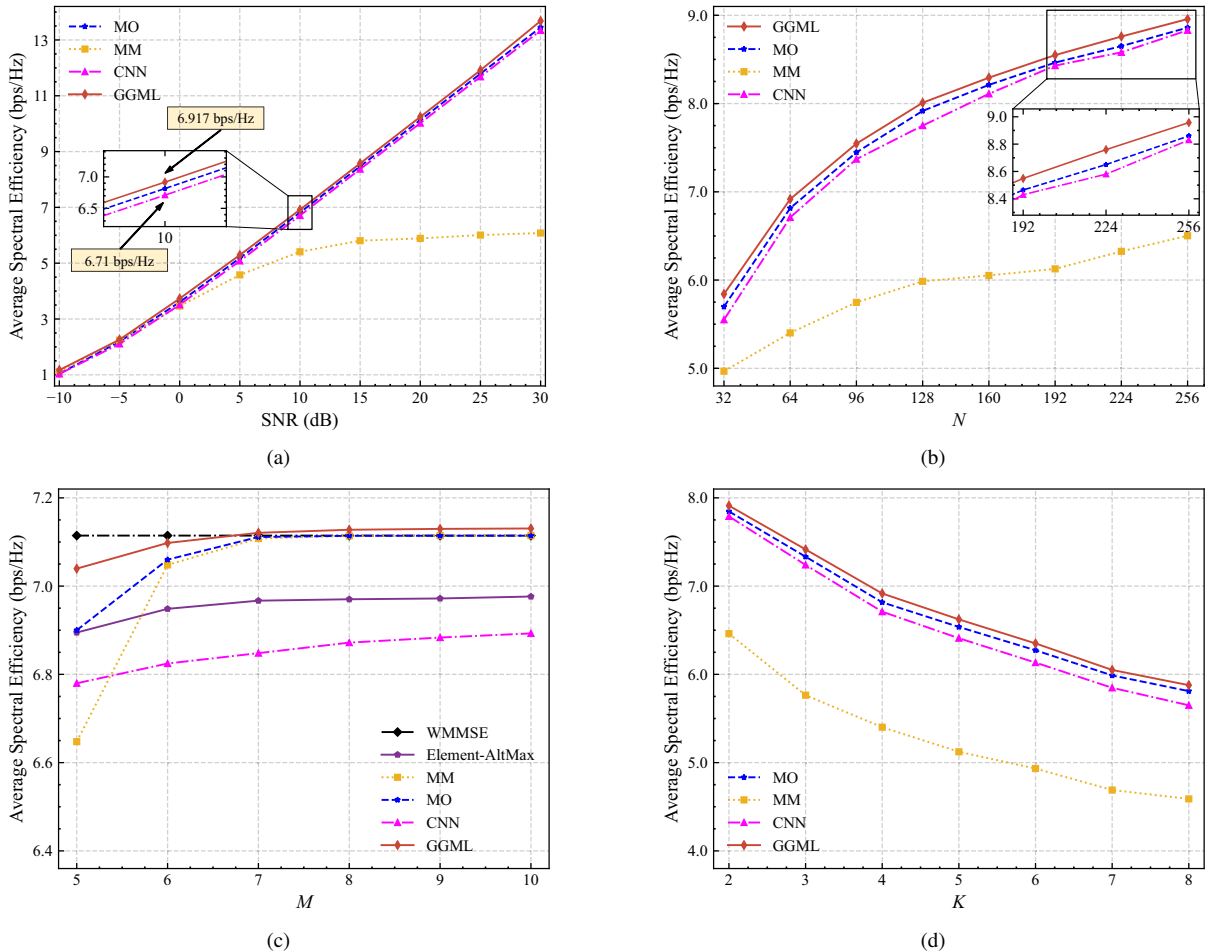 Average Spectral Efficiency (bps/Hz)
13
11
9
7
5
3
1
MO
MM
CNN
GGML
6.917 bps/Hz
7.0
6.5
10
6.71 bps/Hz
−10 −5 0 5 10 15 20 25 30
SNR (dB)
(a)
Average Spectral Efficiency (bps/Hz)
9.0
8.0
7.0
6.0
5.0
GGML
MO
MM
CNN
9.0
8.8
8.6
8.4
192 224 256
32 64 96 128 160 192 224 256
N
(b)
Average Spectral Efficiency (bps/Hz)
7.2
7.0
6.8
6.6
6.4
WMMSE
Element-AltMax
MM
MO
CNN
GGML
5 6 7 8 9 10
M
(c)
Average Spectral Efficiency (bps/Hz)
8.0
7.0
6.0
5.0
4.0
MO
MM
CNN
GGML
2 3 4 5 6 7 8
K
(d)